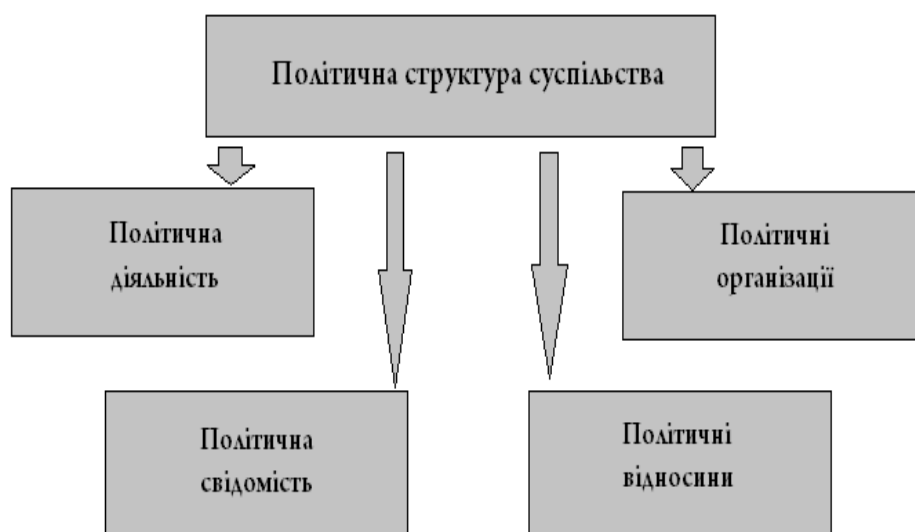 Політична структура суспільства
Політична
діяльність
Політичні
організації
Політична
свідомість
Політичні
відносини